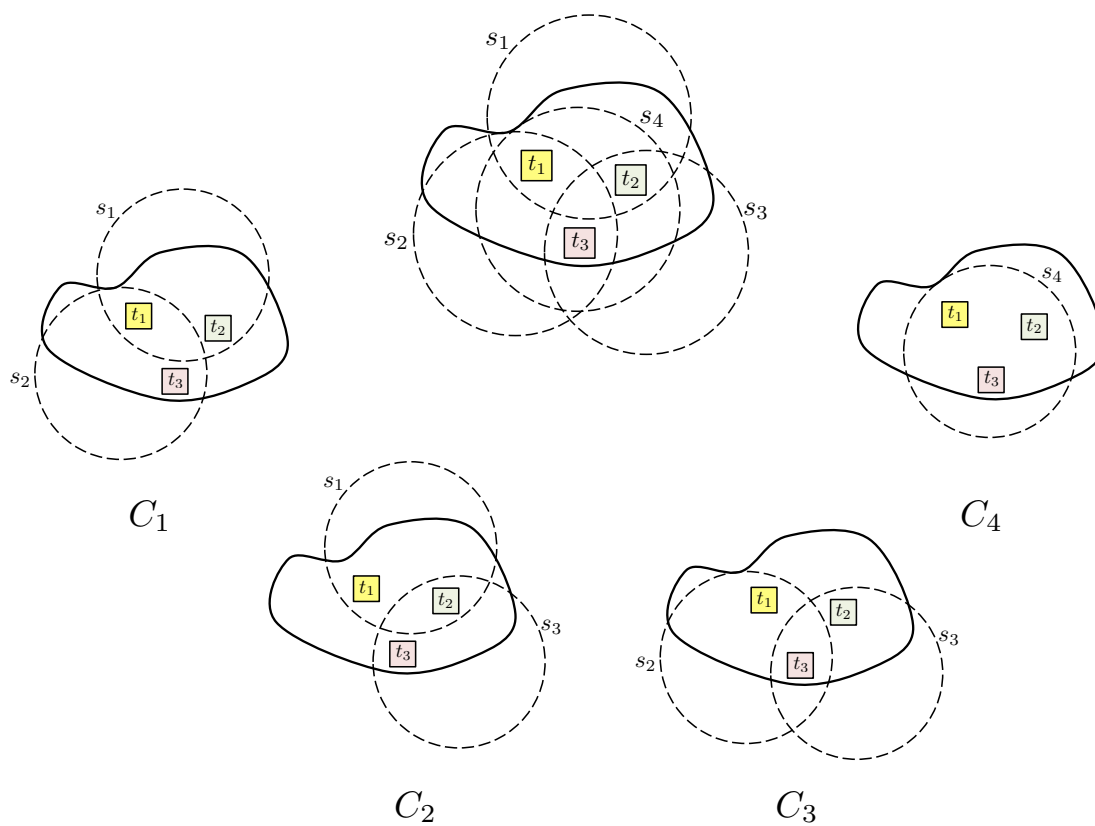 s₁
s₄
t₁
t₂
s₃
s₂
t₃
s₁
t₁
t₂
s₂
t₃
C₁
s₄
t₁
t₂
t₃
C₄
s₁
t₁
t₂
s₃
t₃
C₂
t₁
t₂
s₃
s₂
t₃
C₃